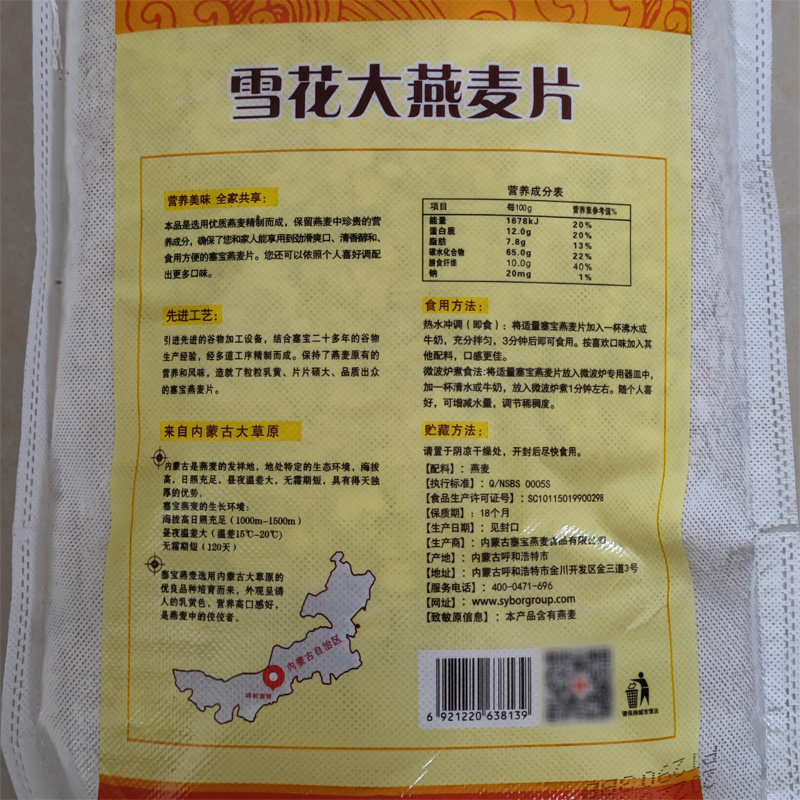 雪花大燕麦片
营养美味 全家共享:
本品是选用优质燕麦精制而成，保留燕麦中珍贵的营
养成分，确保了您和家人能享用到劲滑爽口、清香醇和、
食用方便的塞宝燕麦片。您还可以依照个人喜好调配
出更多口味。
先进工艺:
引进先进的谷物加工设备，结合塞宝二十多年的谷物
生产经验，经多道工序精制而成。保持了燕麦原有的
营养和风味，造就了粒粒乳黄、片片硕大、品质出众
的塞宝燕麦片。
来自内蒙古大草原
内蒙古是燕麦的发祥地，地处特定的生态环境，海拔
高，日照充足，昼夜温差大，无霜期短，具有得天独
厚的优势。
塞宝燕麦的生长环境:
海拔高日照充足（1000m-1500m）
昼夜温差大（温差15℃-20℃）
无霜期短（120天）
塞宝燕麦选用内蒙古大草原的
优良品种培育而来，外观呈诱
人的乳黄色，营养高口感好，
是燕麦中的佼佼者。
内蒙古自治区
呼和浩特
营养成分表
项目 每100g 营养素参考值%
能量 1678kJ 20%
蛋白质 12.0g 20%
脂肪 7.8g 13%
碳水化合物 65.0g 22%
膳食纤维 10.0g 40%
钠 20mg 1%
食用方法:
热水冲调（即食）: 将适量塞宝燕麦片加入一杯沸水或
牛奶，充分拌匀，3分钟后即可食用。按喜欢口味加入其
他配料，口感更佳。
微波炉煮食法:将适量塞宝燕麦片放入微波炉专用器皿中，
加一杯清水或牛奶，放入微波炉煮1分钟左右。随个人喜
好，可增减水量，调节稀稠度。
贮藏方法:
请置于阴凉干燥处，开封后尽快食用。
【配料】: 燕麦
【执行标准】: Q/NSBS 0005S
【食品生产许可证号】: SC10115019900298
【保质期】: 18个月
【生产日期】: 见封口
【生产商】: 内蒙古塞宝燕麦食品有限公司
【产地】: 内蒙古呼和浩特市
【地址】: 内蒙古呼和浩特市金川开发区金三道3号
【服务电话】: 400-0471-696
【网址】: www.syborgroup.com
【致敏原信息】: 本产品含有燕麦
6 921220 638139
请保持城市清洁